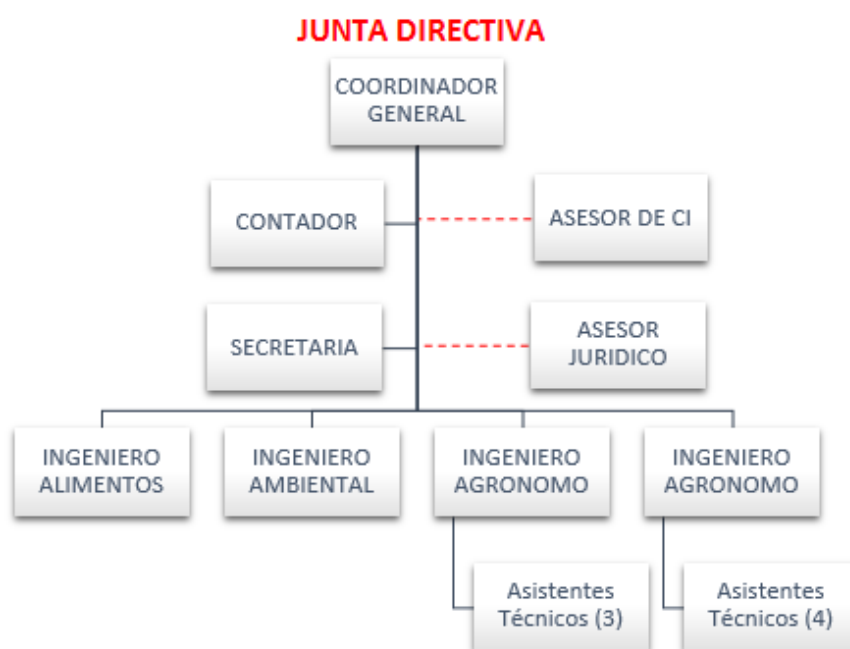 JUNTA DIRECTIVA
COORDINADOR
GENERAL
CONTADOR
ASESOR DE CI
SECRETARIA
ASESOR
JURIDICO
INGENIERO
ALIMENTOS
INGENIERO
AMBIENTAL
INGENIERO
AGRONOMO
INGENIERO
AGRONOMO
Asistentes
Técnicos (3)
Asistentes
Técnicos (4)